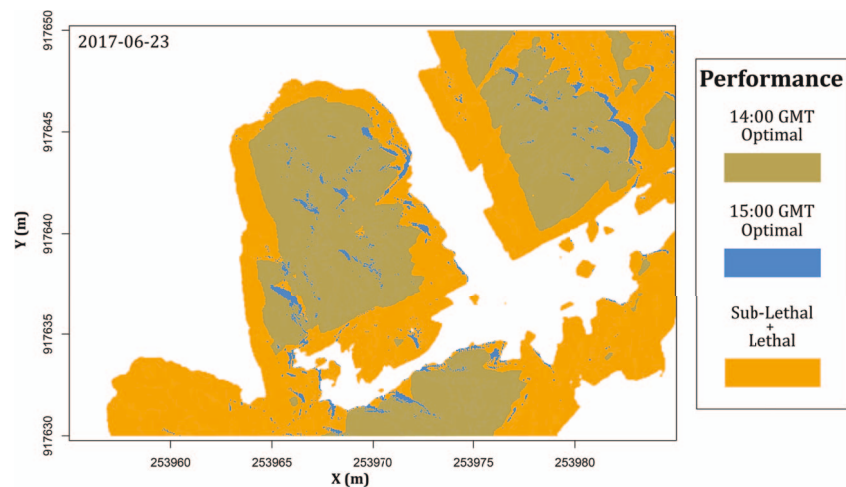 2017-06-23
917650
917645
917640
917635
917630
Y (m)
253960
253965
253970
253975
253980
X (m)
Performance
14:00 GMT
Optimal
15:00 GMT
Optimal
Sub-Lethal
+
Lethal